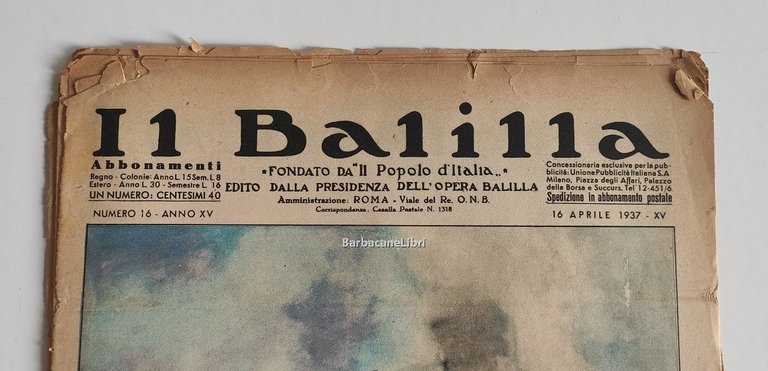 Il Balilla
Abbonamenti
Regno - Colonie: Anno L. 15 Sem. L. 8
Estero - Anno L. 30 - Semestre L. 16
UN NUMERO: CENTESIMI 40
*FONDATO DA "Il Popolo d'Italia„*
EDITO DALLA PRESIDENZA DELL'OPERA BALILLA
Amministrazione: ROMA - Viale del Re, O.N.B.
Corrispondenza: Casella Postale N. 1318
Concessionaria esclusiva per la pub-
blicità: Unione Pubblicità Italiana S.A
Milano, Piazza degli Affari, Palazzo
della Borsa e Succurs. Tel 12-451/6
Spedizione in abbonamento postale
NUMERO 16 - ANNO XV
16 APRILE 1937 - XV
BarbacaneLibri